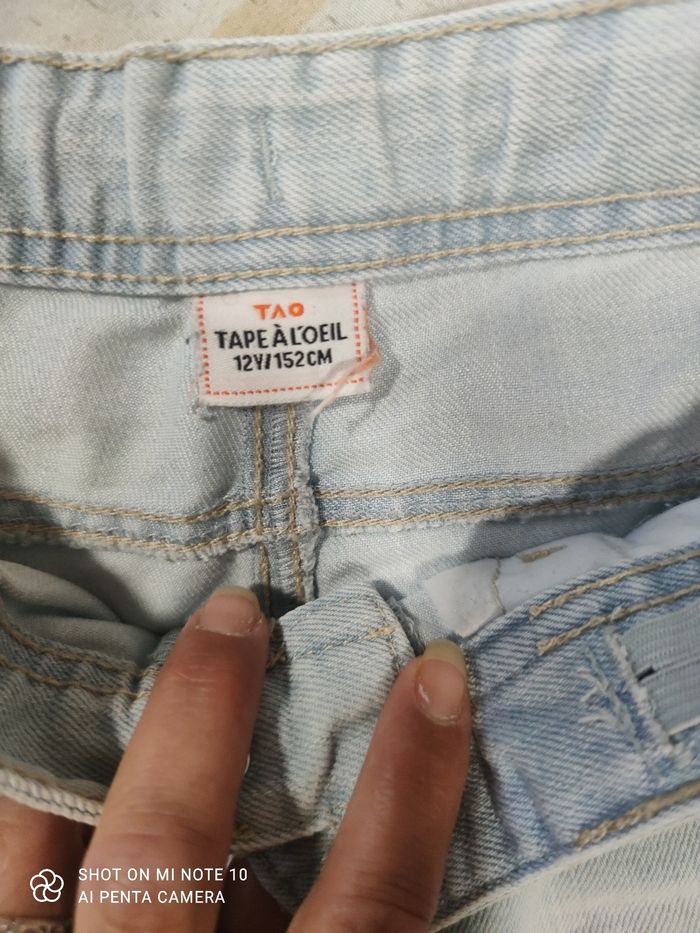 TAO
TAPE À L'OEIL
12Y/152CM
SHOT ON MI NOTE 10
AI PENTA CAMERA